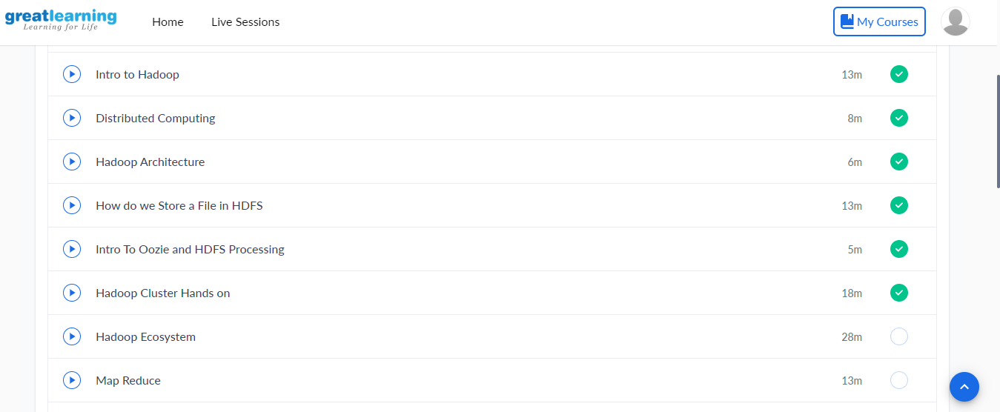 greatlearning
Learning for Life
Home
Live Sessions
My Courses
Intro to Hadoop 13m
Distributed Computing 8m
Hadoop Architecture 6m
How do we Store a File in HDFS 13m
Intro To Oozie and HDFS Processing 5m
Hadoop Cluster Hands on 18m
Hadoop Ecosystem 28m
Map Reduce 13m